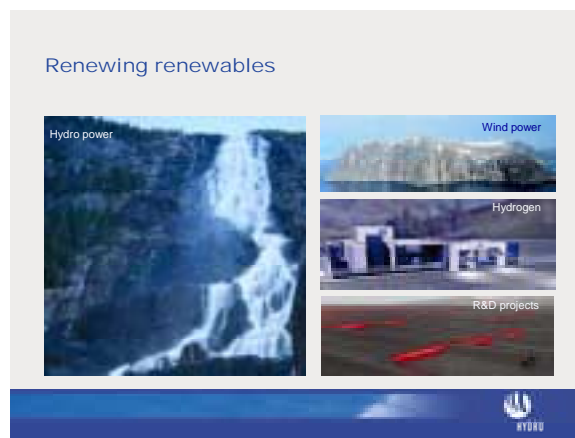 Renewing renewables
Hydro power
Wind power
Hydrogen
R&D projects
HYDRO